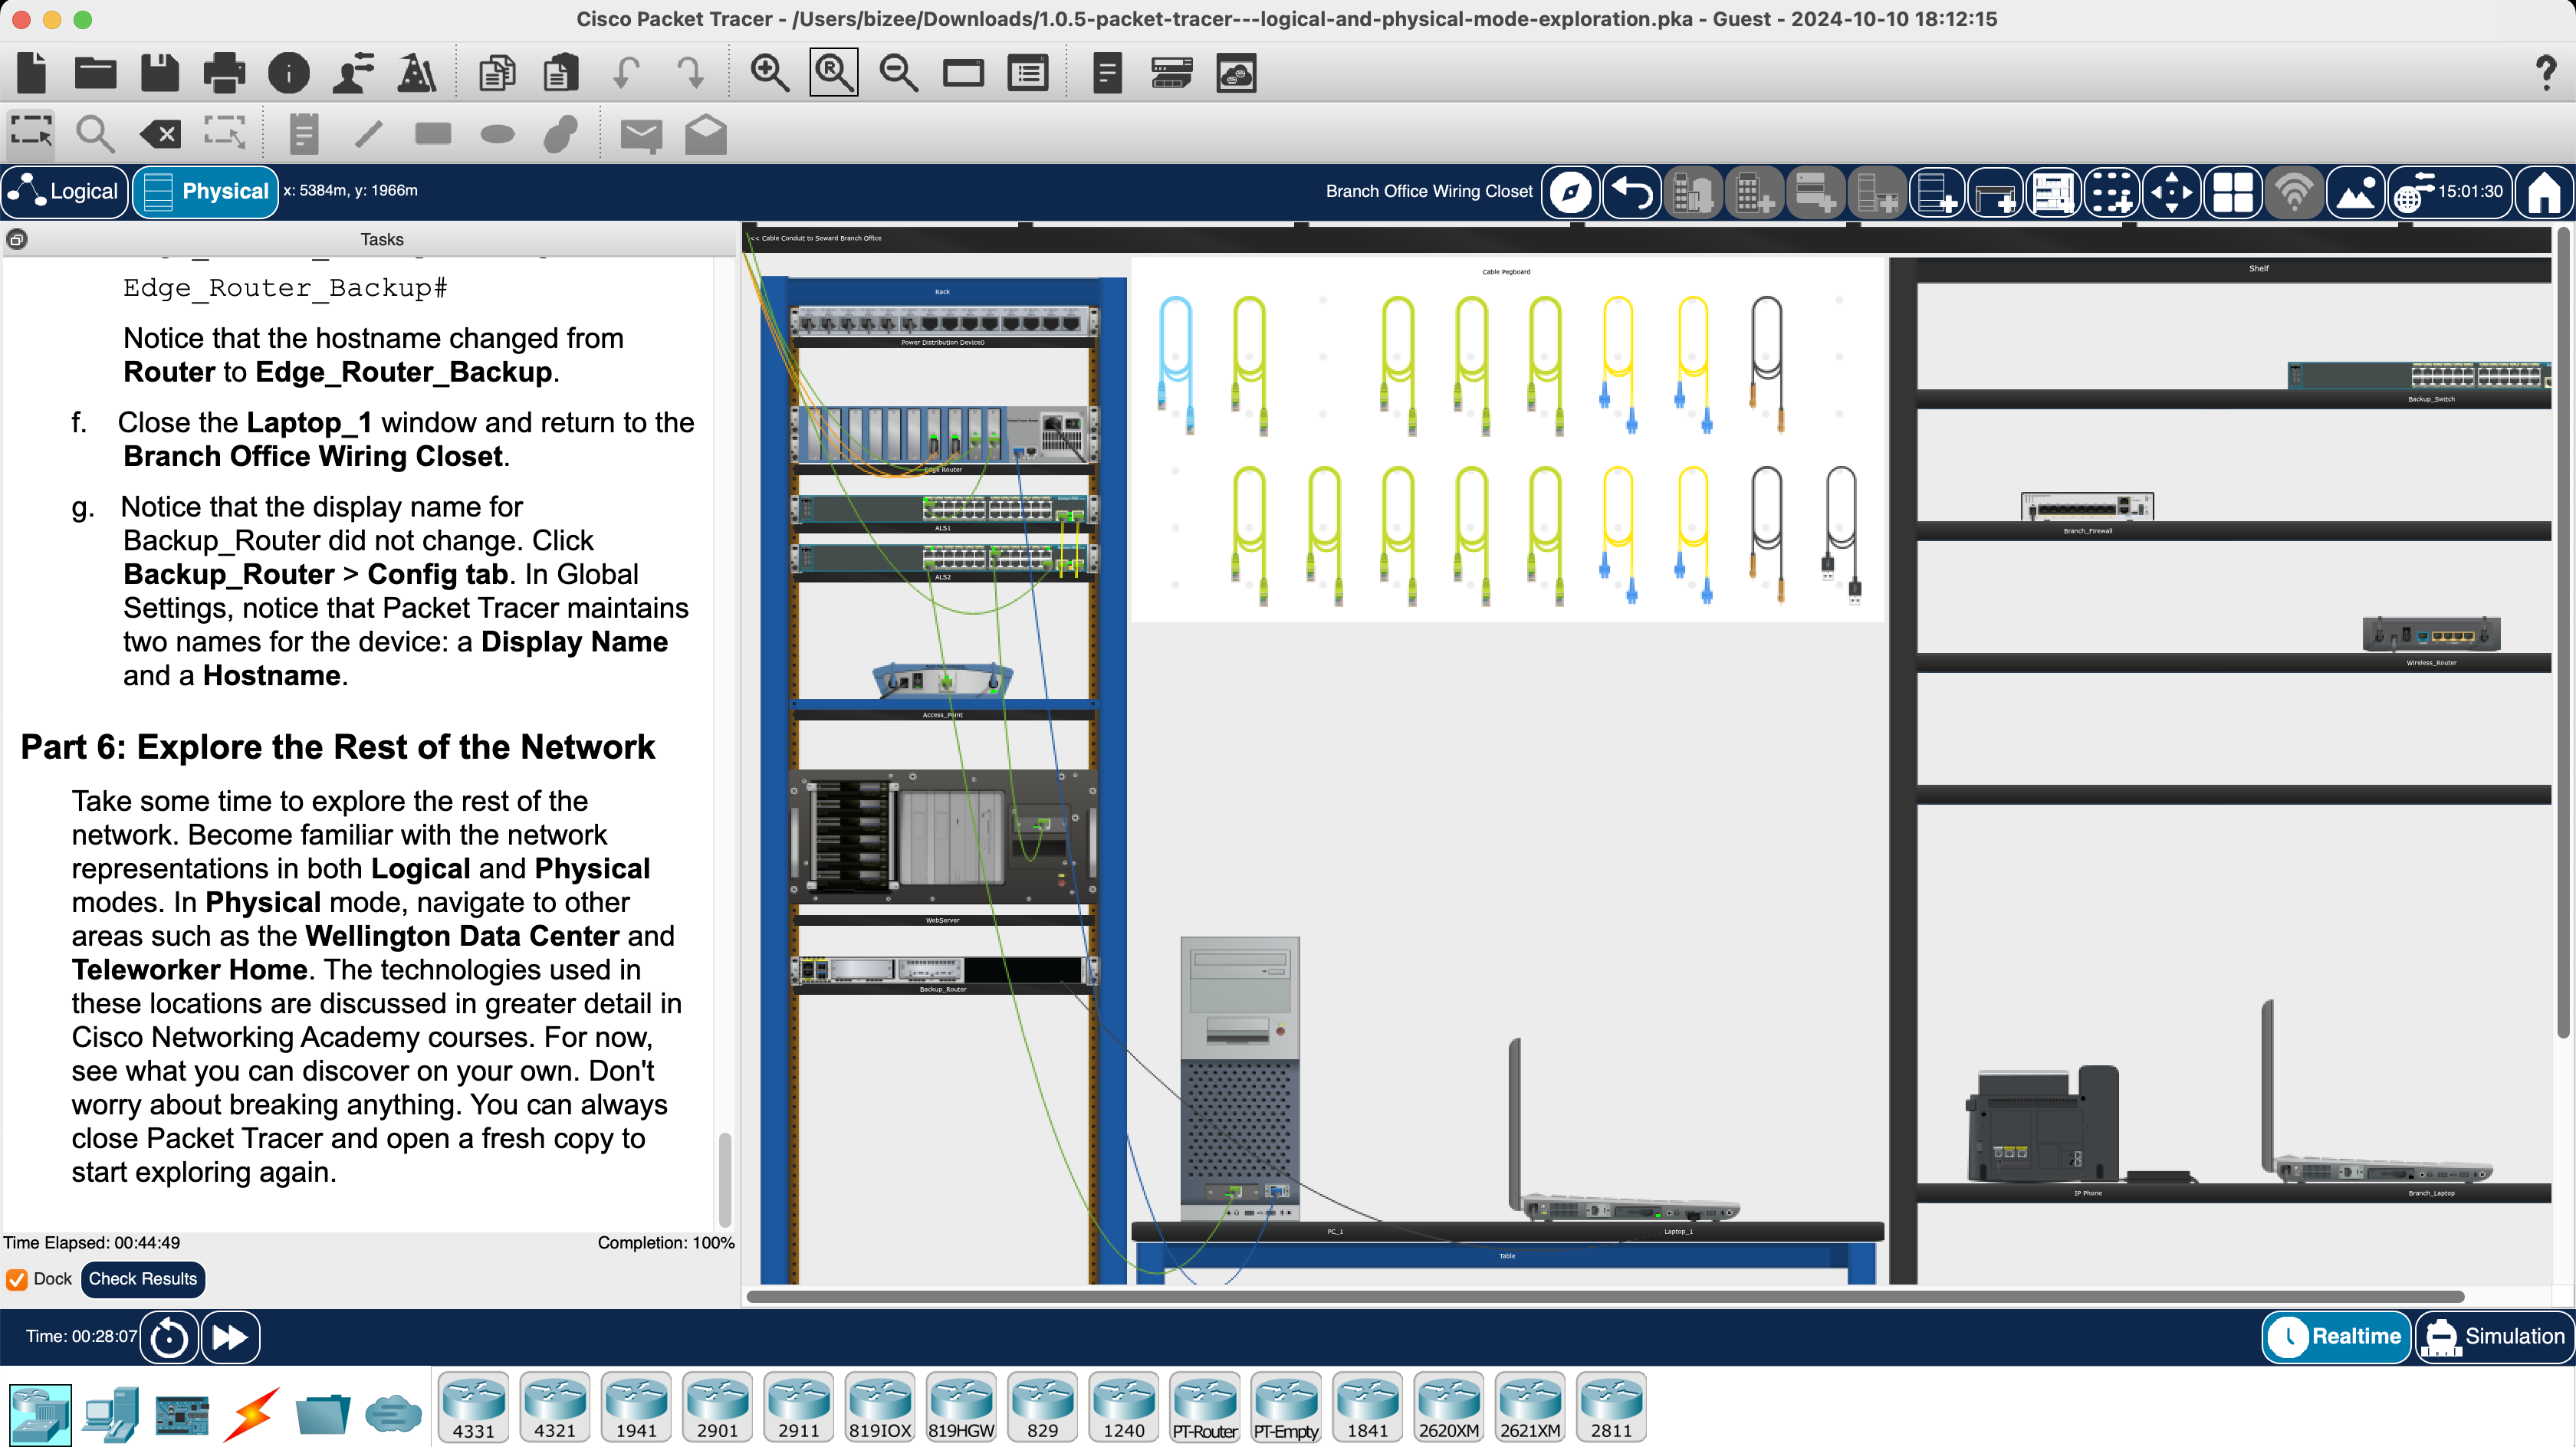 Cisco Packet Tracer - /Users/bizee/Downloads/1.0.5-packet-tracer---logical-and-physical-mode-exploration.pka - Guest - 2024-10-10 18:12:15
Logical
Physical
x: 5384m, y: 1966m
Branch Office Wiring Closet
15:01:30
Tasks
Edge_Router_Backup#
Notice that the hostname changed from
Router to Edge_Router_Backup.
f. Close the Laptop_1 window and return to the
Branch Office Wiring Closet.
g. Notice that the display name for
Backup_Router did not change. Click
Backup_Router > Config tab. In Global
Settings, notice that Packet Tracer maintains
two names for the device: a Display Name
and a Hostname.
Part 6: Explore the Rest of the Network
Take some time to explore the rest of the
network. Become familiar with the network
representations in both Logical and Physical
modes. In Physical mode, navigate to other
areas such as the Wellington Data Center and
Teleworker Home. The technologies used in
these locations are discussed in greater detail in
Cisco Networking Academy courses. For now,
see what you can discover on your own. Don't
worry about breaking anything. You can always
close Packet Tracer and open a fresh copy to
start exploring again.
Time Elapsed: 00:44:49
Completion: 100%
Dock
Check Results
<< Cable Conduit to Seward Branch Office
Rack
Power Distribution Device0
Edge Router
ALS1
ALS2
Access_Point
WebServer
Backup_Router
Cable Pegboard
PC_1
Laptop_1
Table
Shelf
Backup_Switch
Branch_Firewall
Wireless_Router
IP Phone
Branch_Laptop
Time: 00:28:07
Realtime
Simulation
4331
4321
1941
2901
2911
819IOX
819HGW
829
1240
PT-Router
PT-Empty
1841
2620XM
2621XM
2811